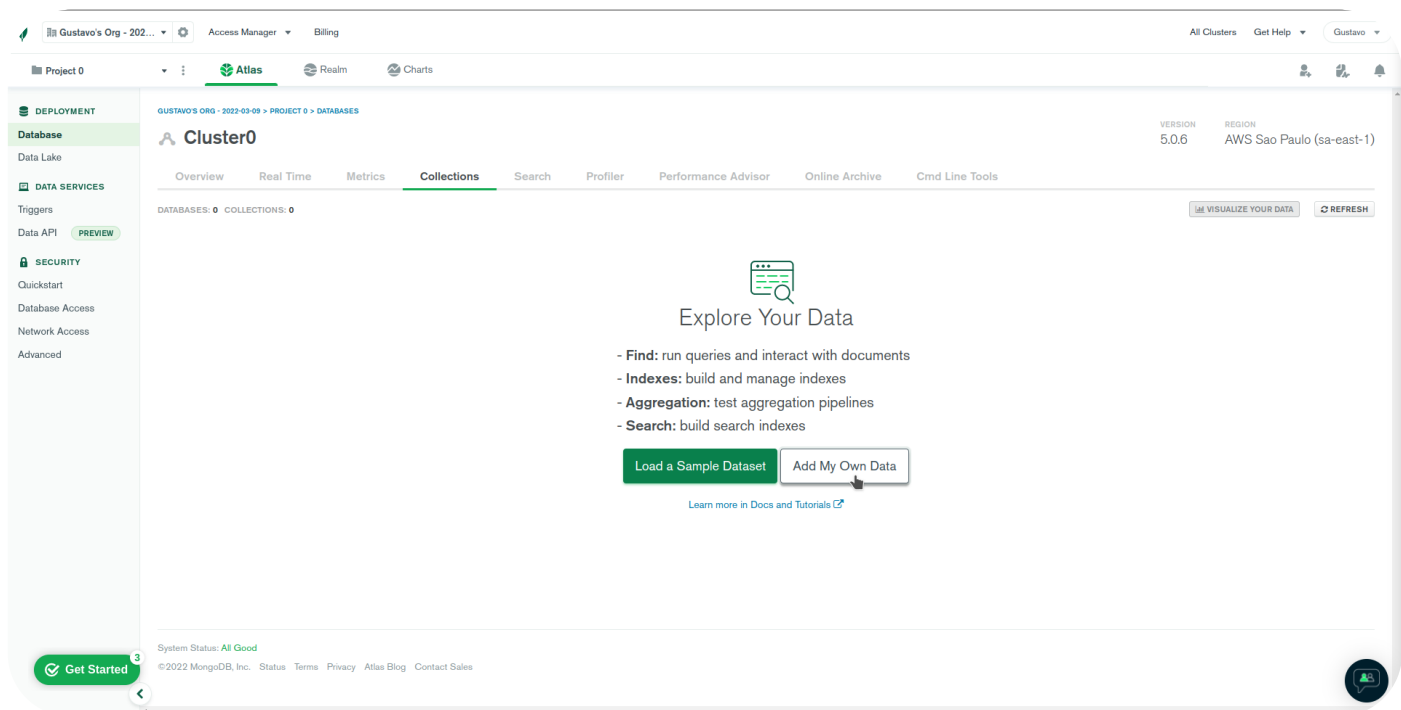 Gustavo's Org - 202... Access Manager Billing All Clusters Get Help Gustavo
Project 0 Atlas Realm Charts
DEPLOYMENT
Database
Data Lake
DATA SERVICES
Triggers
Data API PREVIEW
SECURITY
Quickstart
Database Access
Network Access
Advanced
GUSTAVO'S ORG - 2022-03-09 > PROJECT 0 > DATABASES
Cluster0
VERSION
5.0.6
REGION
AWS Sao Paulo (sa-east-1)
Overview Real Time Metrics Collections Search Profiler Performance Advisor Online Archive Cmd Line Tools
DATABASES: 0 COLLECTIONS: 0 VISUALIZE YOUR DATA REFRESH
Explore Your Data
- Find: run queries and interact with documents
- Indexes: build and manage indexes
- Aggregation: test aggregation pipelines
- Search: build search indexes
Load a Sample Dataset Add My Own Data
Learn more in Docs and Tutorials
System Status: All Good
©2022 MongoDB, Inc. Status Terms Privacy Atlas Blog Contact Sales
Get Started 3